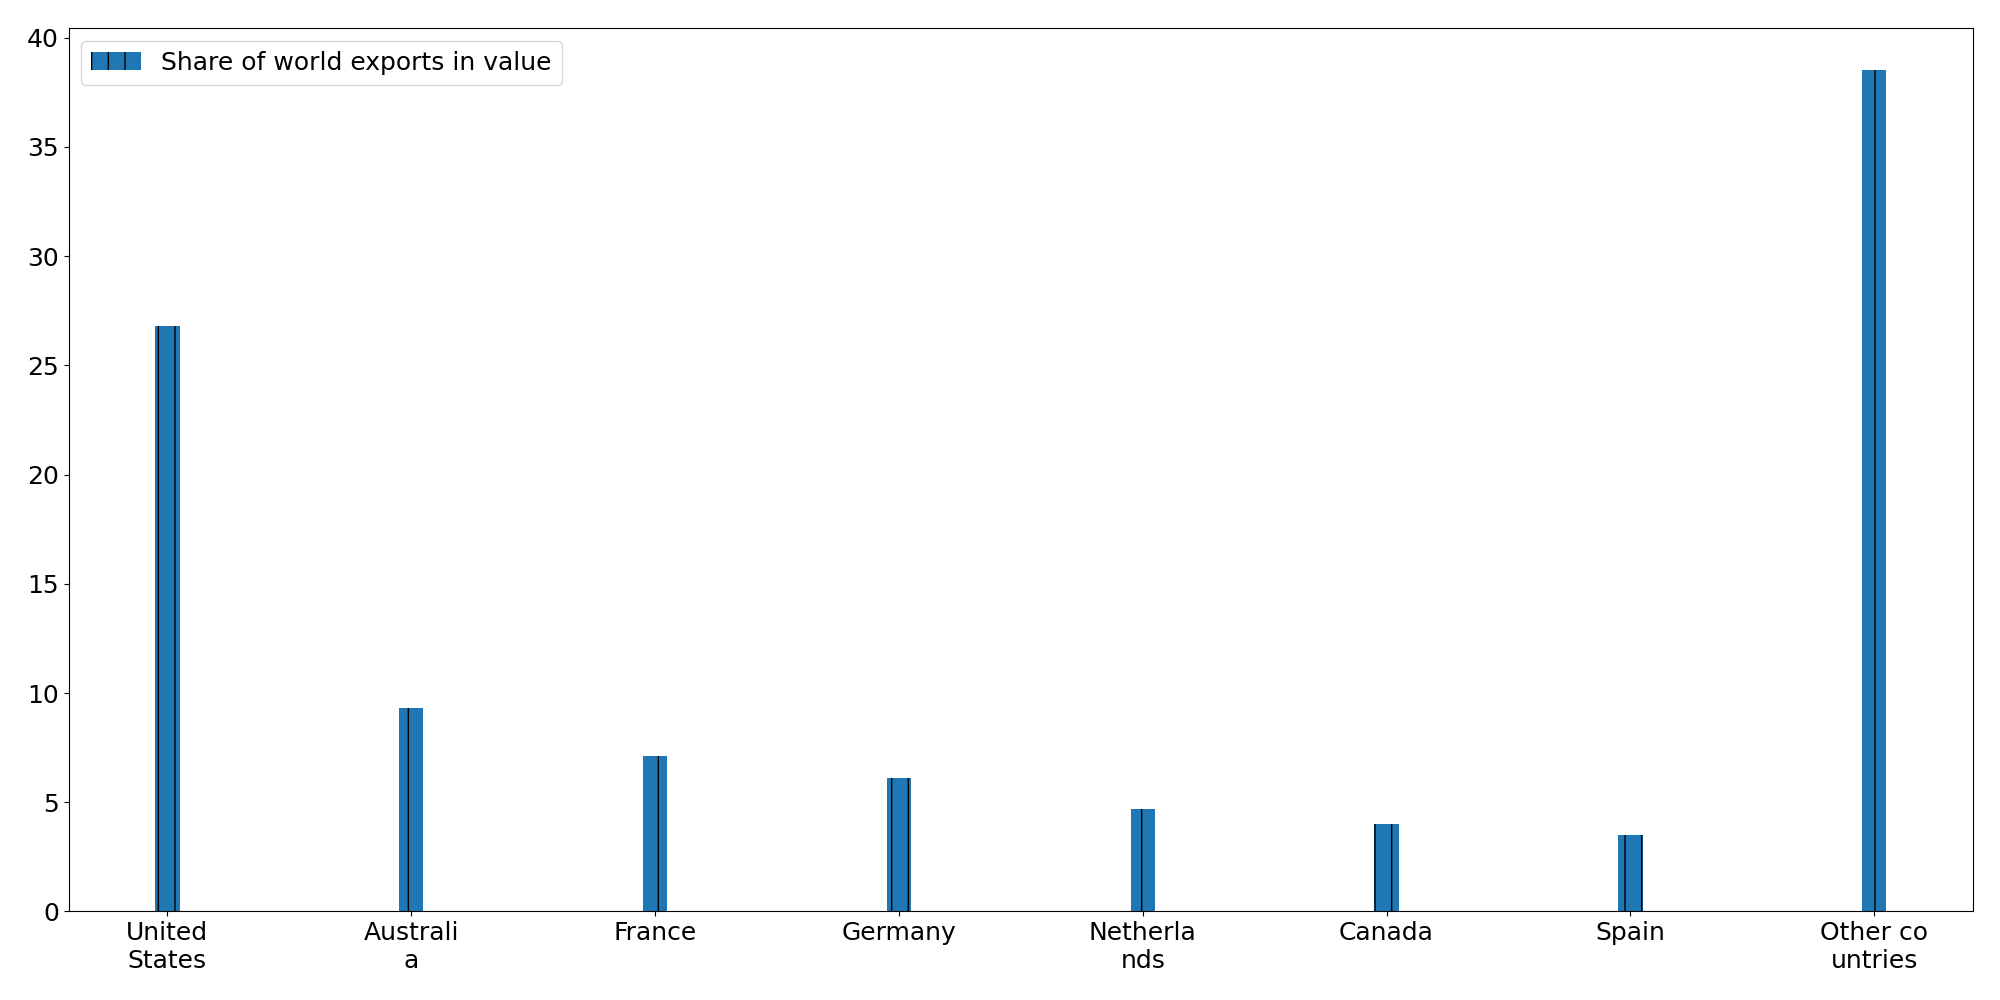 40
Share of world exports in value
35
30
25
20
15
10
5
0
United
States
Australi
a
France
Germany
Netherla
nds
Canada
Spain
Other co
untries